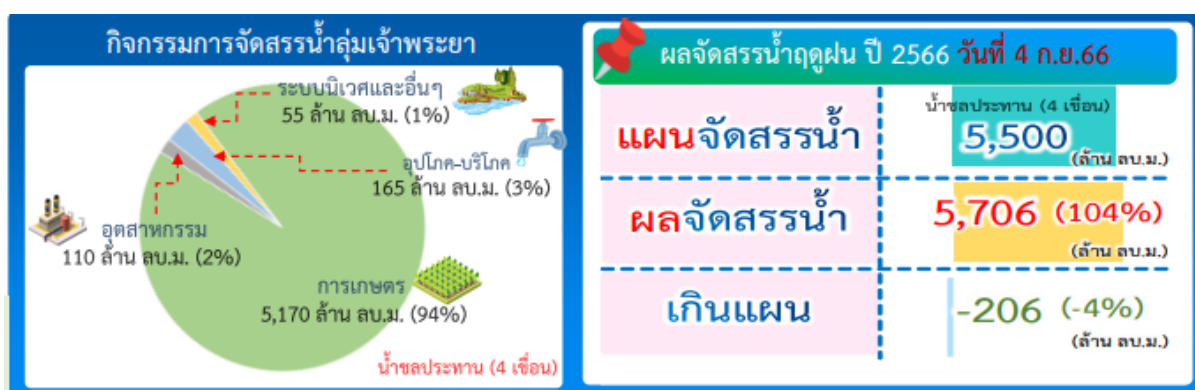 กิจกรรมการจัดสรรน้ำลุ่มเจ้าพระยา
ระบบนิเวศและอื่นๆ
55 ล้าน ลบ.ม. (1%)
อุปโภค-บริโภค
165 ล้าน ลบ.ม. (3%)
อุตสาหกรรม
110 ล้าน ลบ.ม. (2%)
การเกษตร
5,170 ล้าน ลบ.ม. (94%)
น้ำชลประทาน (4 เขื่อน)
ผลจัดสรรน้ำฤดูฝน ปี 2566 วันที่ 4 ก.ย.66
น้ำชลประทาน (4 เขื่อน)
แผนจัดสรรน้ำ 5,500
(ล้าน ลบ.ม.)
ผลจัดสรรน้ำ 5,706 (104%)
(ล้าน ลบ.ม.)
เกินแผน -206 (-4%)
(ล้าน ลบ.ม.)